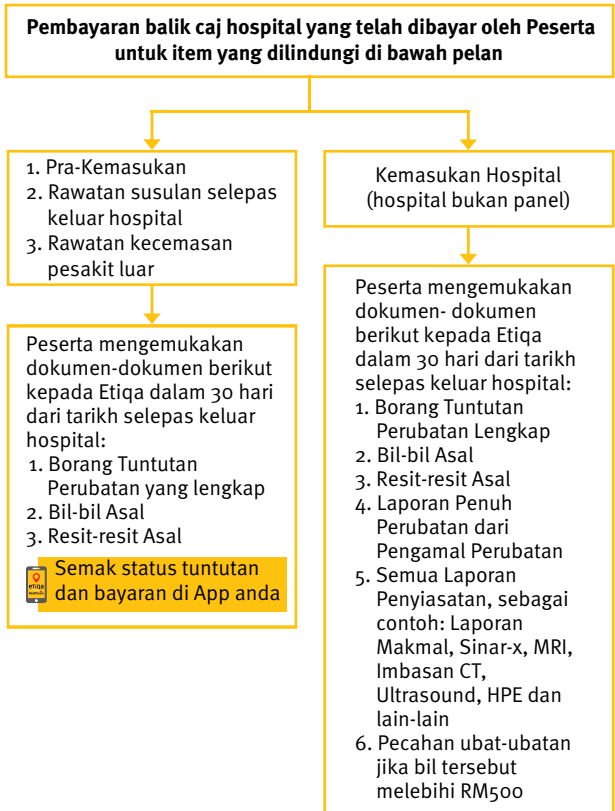 Pembayaran balik caj hospital yang telah dibayar oleh Peserta
untuk item yang dilindungi di bawah pelan
1. Pra-Kemasukan
2. Rawatan susulan selepas
keluar hospital
3. Rawatan kecemasan
pesakit luar
Peserta mengemukakan
dokumen-dokumen berikut
kepada Etiqa dalam 30 hari
dari tarikh selepas keluar
hospital:
1. Borang Tuntutan
Perubatan yang lengkap
2. Bil-bil Asal
3. Resit-resit Asal
etiqa
Semak status tuntutan
dan bayaran di App anda
Kemasukan Hospital
(hospital bukan panel)
Peserta mengemukakan
dokumen- dokumen
berikut kepada Etiqa
dalam 30 hari dari tarikh
selepas keluar hospital:
1. Borang Tuntutan
Perubatan Lengkap
2. Bil-bil Asal
3. Resit-resit Asal
4. Laporan Penuh
Perubatan dari
Pengamal Perubatan
5. Semua Laporan
Penyiasatan, sebagai
contoh: Laporan
Makmal, Sinar-x, MRI,
Imbasan CT,
Ultrasound, HPE dan
lain-lain
6. Pecahan ubat-ubatan
jika bil tersebut
melebihi RM500